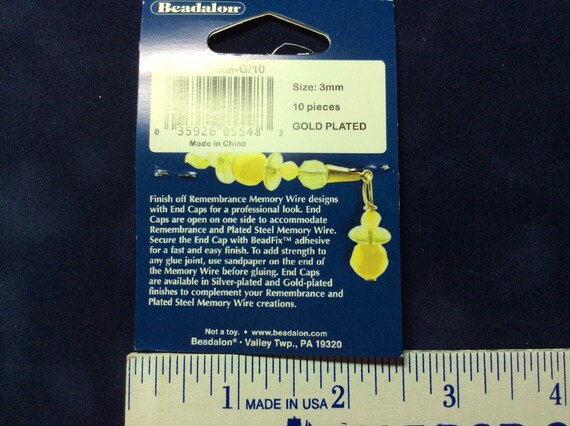 Beadalon®
M-G/10
Size: 3mm
10 pieces
GOLD PLATED
0 35926 05548 3
Made in China
Finish off Remembrance Memory Wire designs
with End Caps for a professional look. End
Caps are open on one side to accommodate
Remembrance and Plated Steel Memory Wire.
Secure the End Cap with BeadFix™ adhesive
for a fast and easy finish. To add strength to
any glue joint, use sandpaper on the end of
the Memory Wire before gluing. End Caps
are available in Silver-plated and Gold-plated
finishes to complement your Remembrance and
Plated Steel Memory Wire creations.
Not a toy. • www.beadalon.com
Beadalon® • Valley Twp., PA 19320
1 MADE IN USA 2 3 4